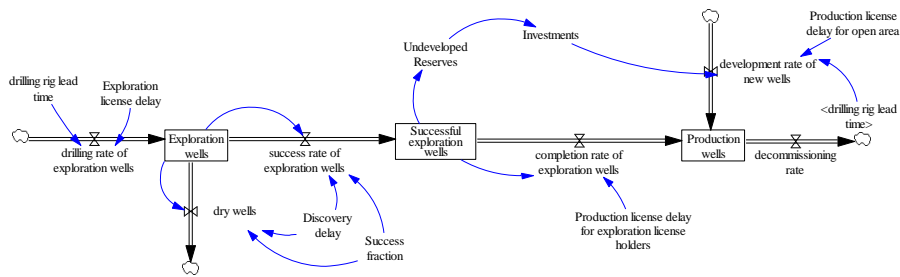 Production license
delay for open area
Undeveloped
Reserves
Investments
development rate of
new wells
drilling rig lead
time
Exploration
license delay
<drilling rig lead
time>
Exploration
wells
Successful
exploration
wells
Production
wells
drilling rate of
exploration wells
success rate of
exploration wells
completion rate of
exploration wells
decommissioning
rate
dry wells
Discovery
delay
Success
fraction
Production license delay
for exploration license
holders